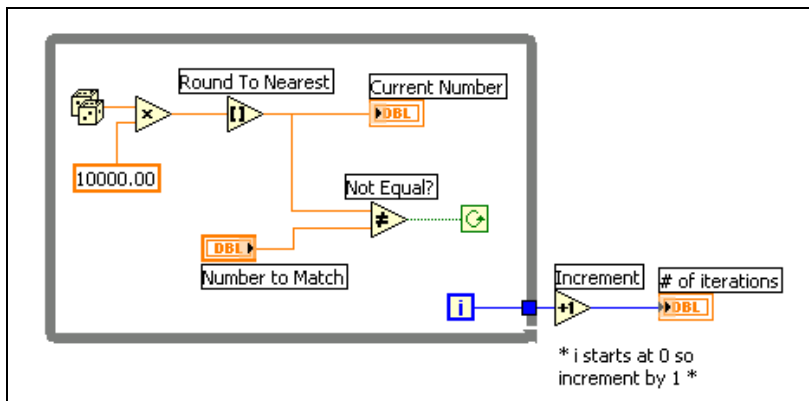 Round To Nearest
Current Number
DBL
10000.00
Not Equal?
DBL
Number to Match
i
Increment
+1
# of iterations
DBL
* i starts at 0 so
increment by 1 *